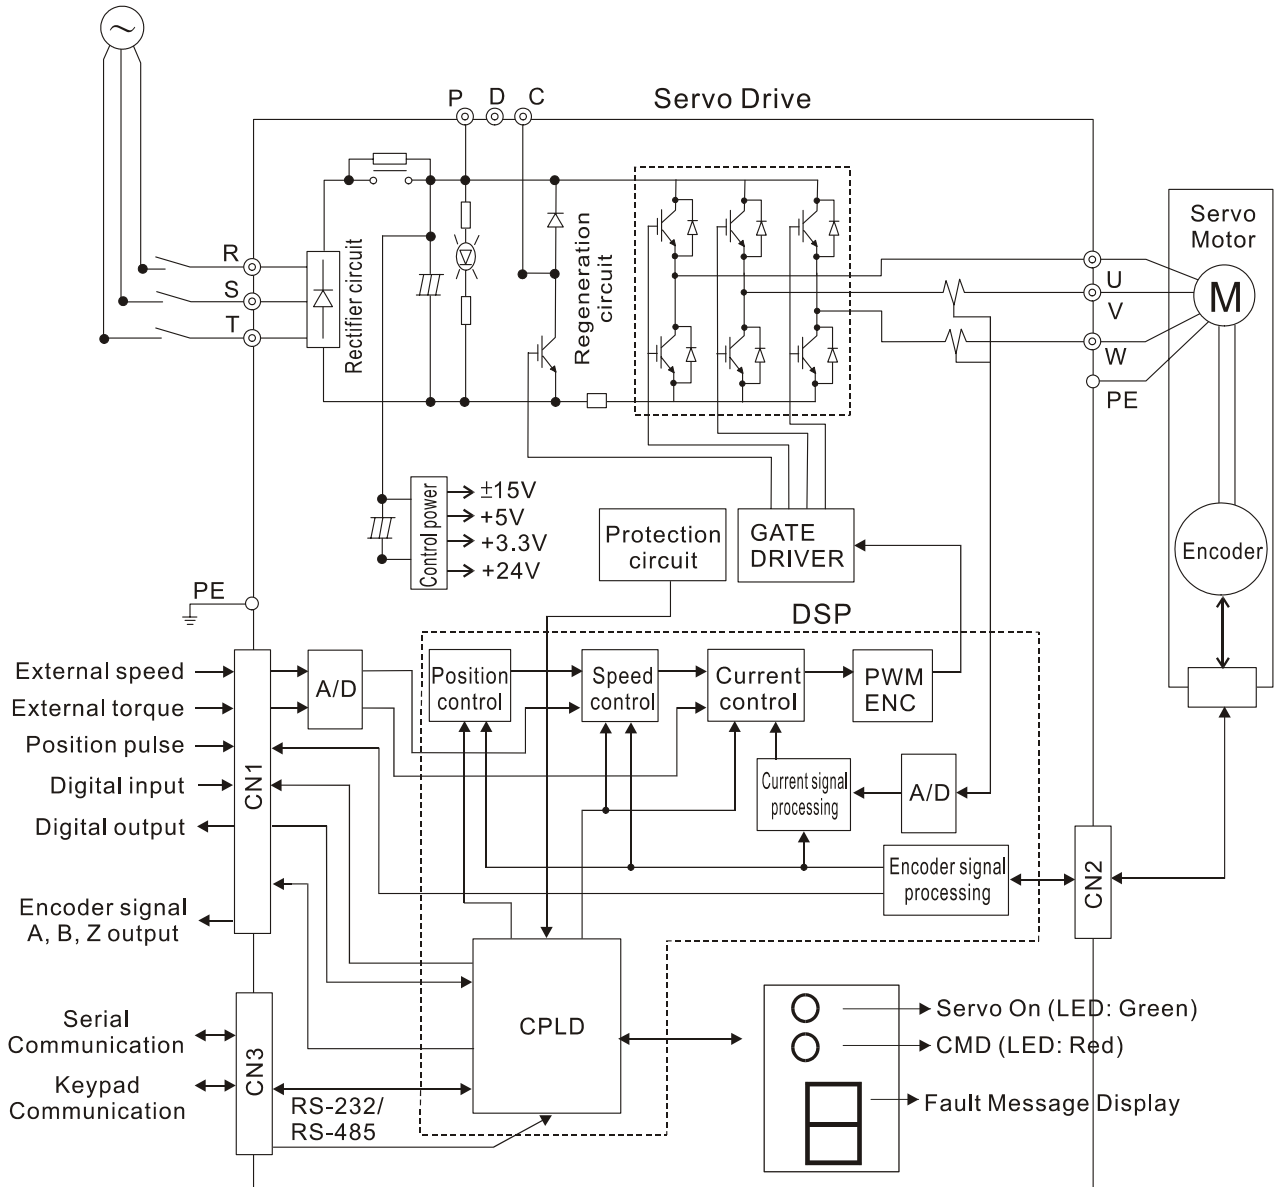 ~
P D C
Servo Drive
R
S
T
Rectifier circuit
Regeneration
circuit
Servo
Motor
M
U
V
W
PE
Encoder
Control power
±15V
+5V
+3.3V
+24V
Protection
circuit
GATE
DRIVER
PE
DSP
External speed
External torque
Position pulse
Digital input
Digital output
Encoder signal
A, B, Z output
CN1
A/D
Position
control
Speed
control
Current
control
PWM
ENC
Current signal
processing
A/D
Encoder signal
processing
CN2
Serial
Communication
Keypad
Communication
CN3
RS-232/
RS-485
CPLD
Servo On (LED: Green)
CMD (LED: Red)
Fault Message Display